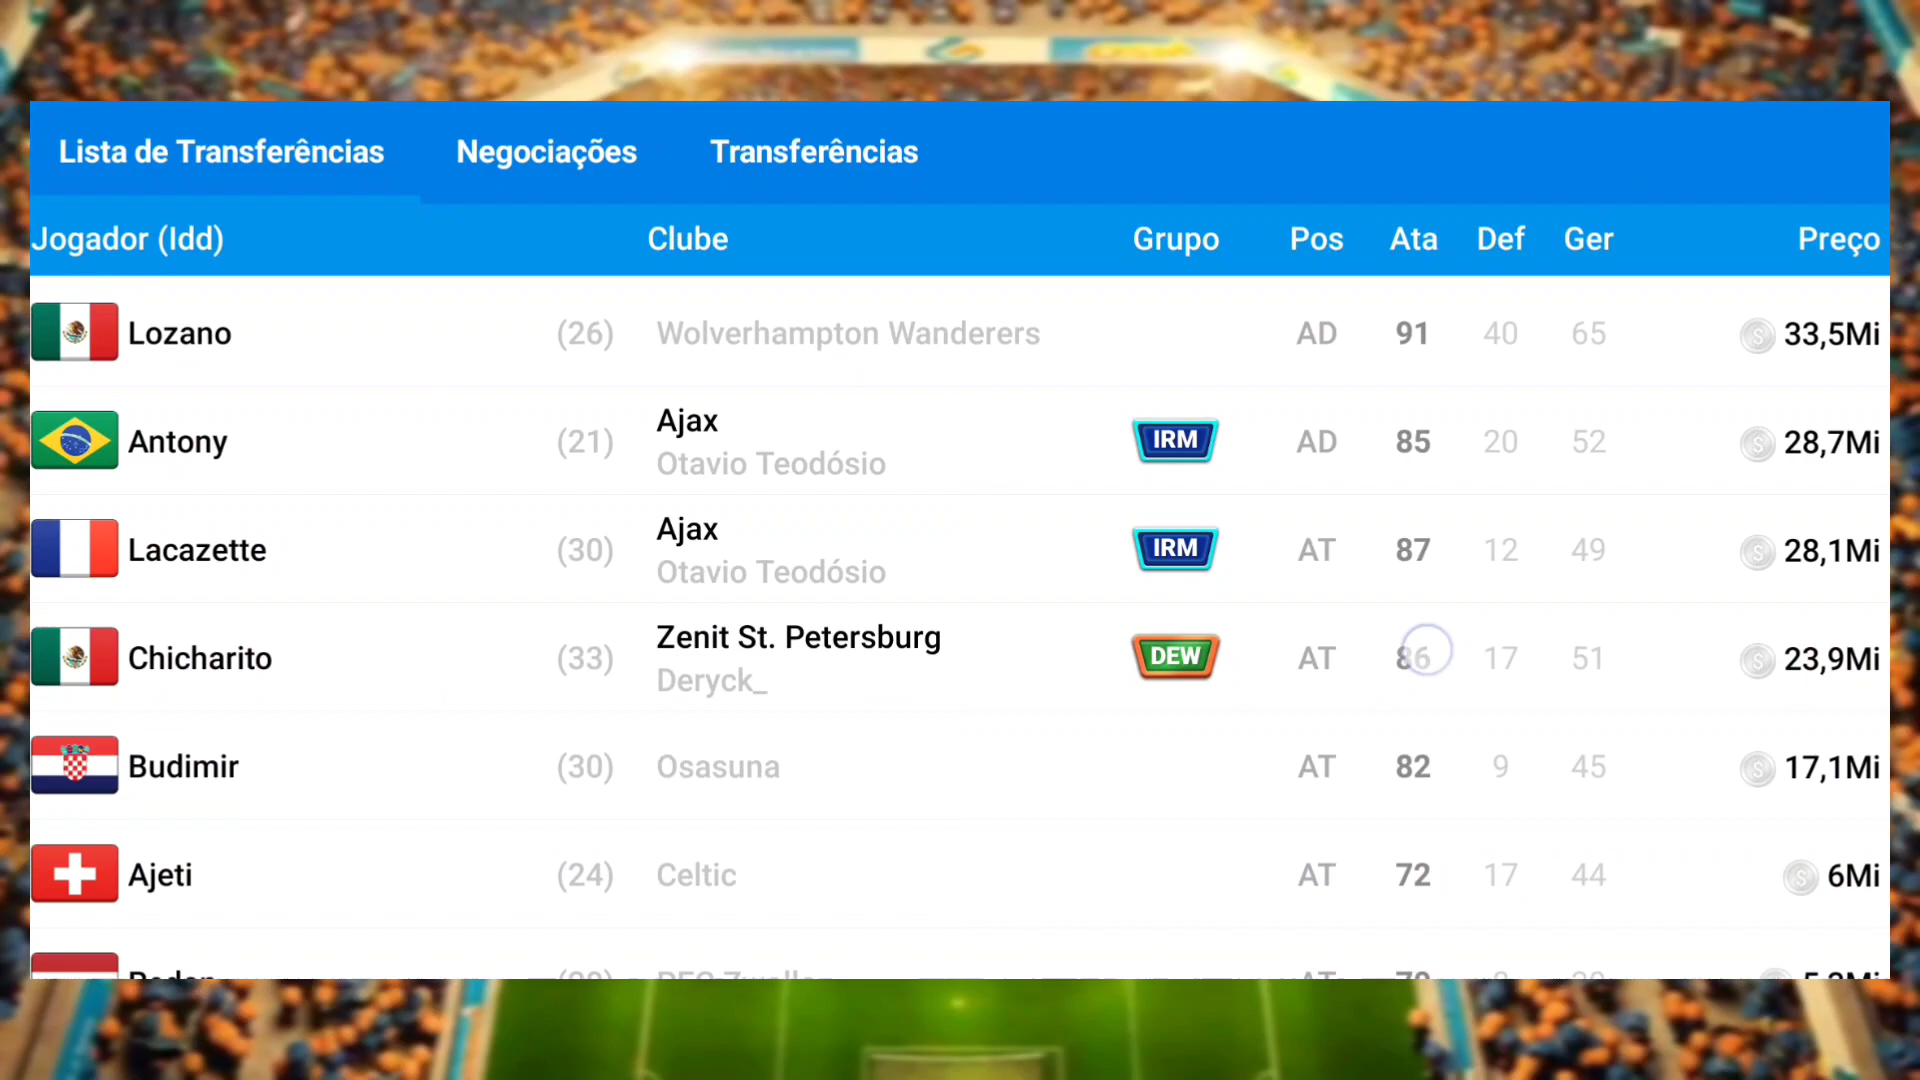 Lista de Transferências Negociações Transferências
Jogador (Idd) Clube Grupo Pos Ata Def Ger Preço
Lozano (26) Wolverhampton Wanderers AD 91 40 65 33,5Mi
Antony (21) Ajax Otavio Teodósio IRM AD 85 20 52 28,7Mi
Lacazette (30) Ajax Otavio Teodósio IRM AT 87 12 49 28,1Mi
Chicharito (33) Zenit St. Petersburg Deryck_ DEW AT 86 17 51 23,9Mi
Budimir (30) Osasuna AT 82 9 45 17,1Mi
Ajeti (24) Celtic AT 72 17 44 6Mi